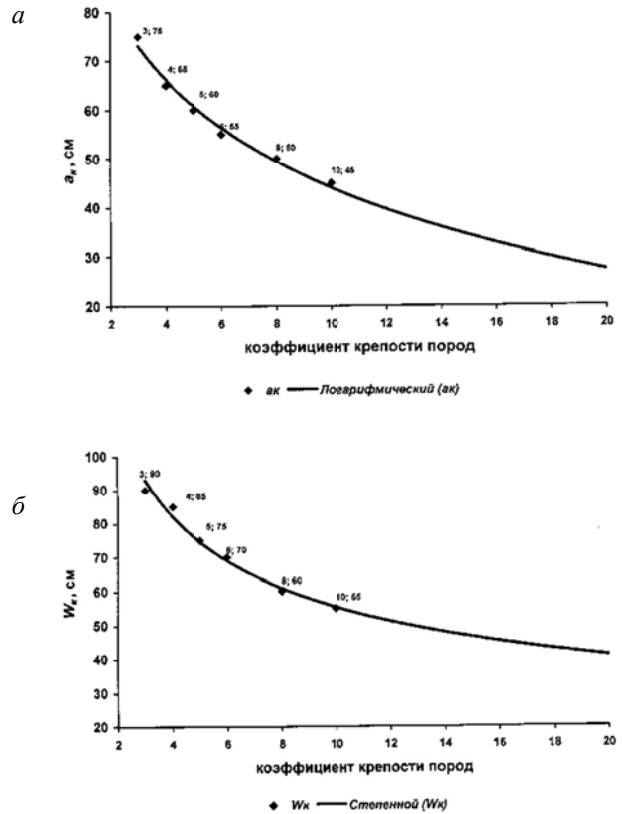 а
80
70
60
50
40
30
20
aк, см
3; 75
4; 65
5; 60
6; 55
8; 50
10; 45
2 4 6 8 10 12 14 16 18 20
коэффициент крепости пород
ак Логарифмический (ак)
б
100
90
80
70
60
50
40
30
20
Wк, см
3; 90
4; 85
5; 75
6; 70
8; 60
10; 55
2 4 6 8 10 12 14 16 18 20
коэффициент крепости пород
Wк Степенной (Wк)